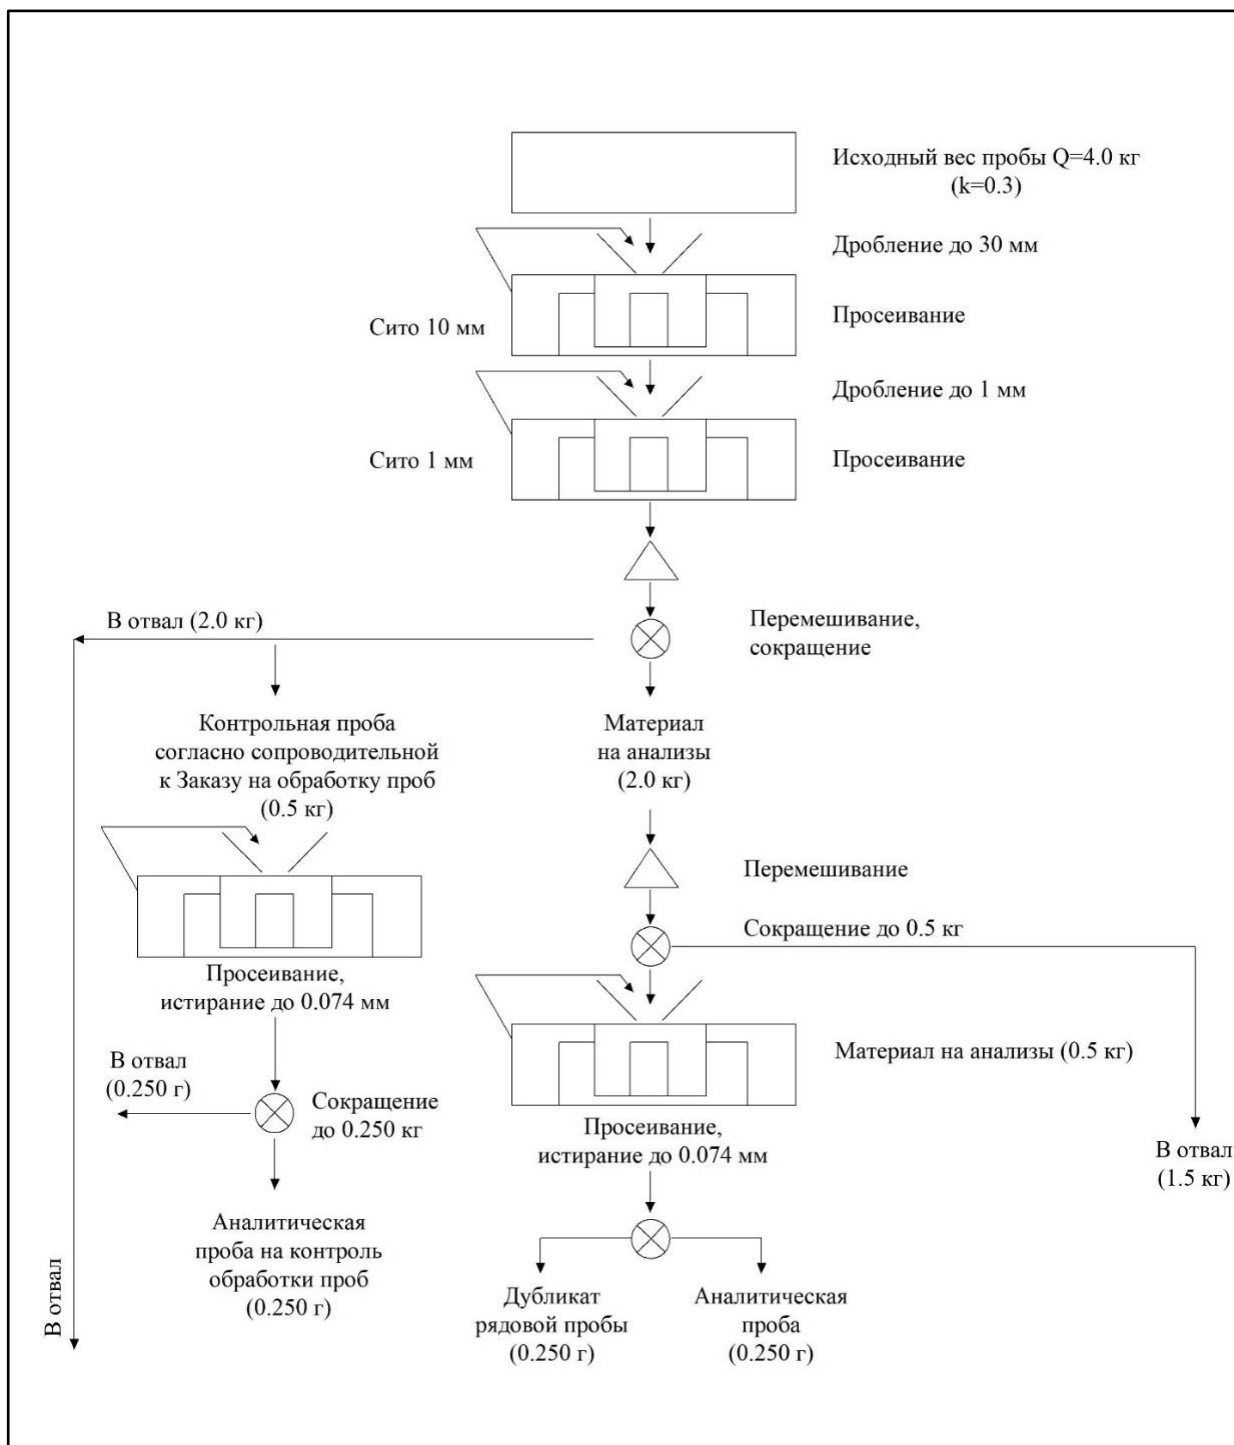 Исходный вес пробы Q=4.0 кг
(k=0.3)
Дробление до 30 мм
Сито 10 мм
Просеивание
Дробление до 1 мм
Сито 1 мм
Просеивание
В отвал (2.0 кг)
Перемешивание,
сокращение
Контрольная проба
согласно сопроводительной
к Заказу на обработку проб
(0.5 кг)
Материал
на анализы
(2.0 кг)
Перемешивание
Сокращение до 0.5 кг
Просеивание,
истирание до 0.074 мм
Материал на анализы (0.5 кг)
В отвал
(0.250 г)
Сокращение
до 0.250 кг
Просеивание,
истирание до 0.074 мм
В отвал
(1.5 кг)
Аналитическая
проба на контроль
обработки проб
(0.250 г)
Дубликат
рядовой пробы
(0.250 г)
Аналитическая
проба
(0.250 г)
В отвал